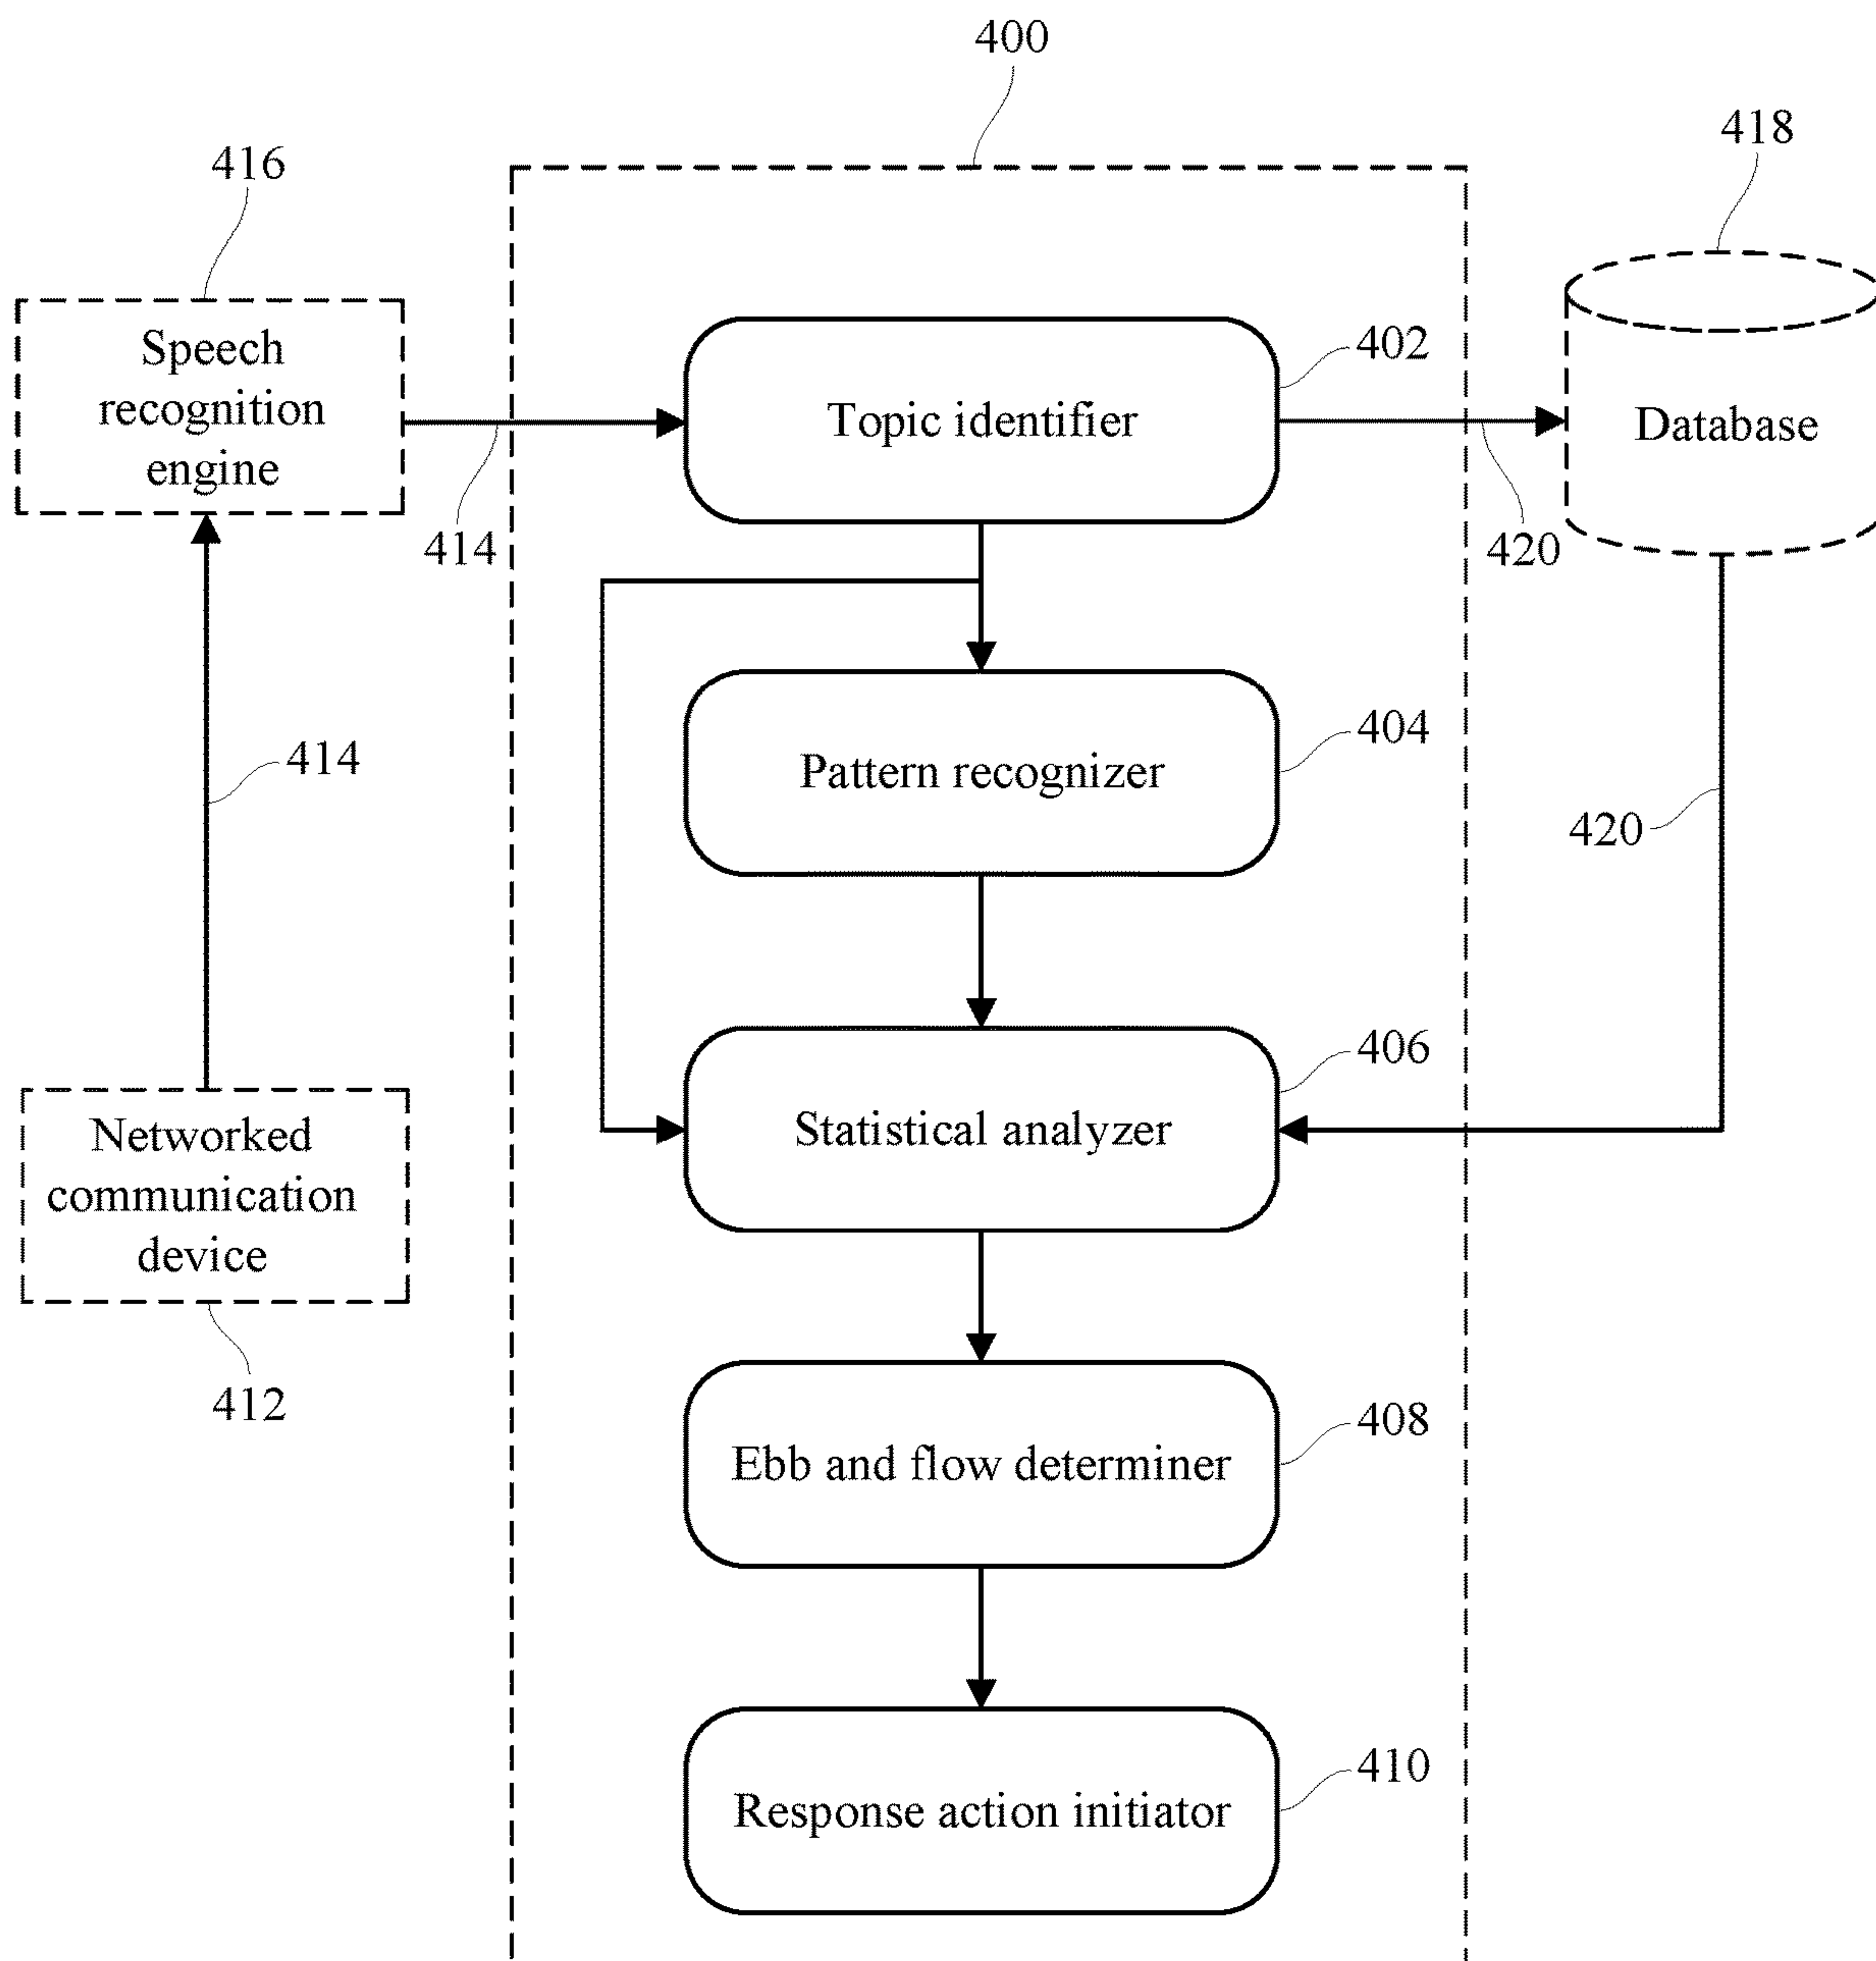 400
418
416
Speech
recognition
engine
402
Topic identifier
Database
414
420
404
Pattern recognizer
414
420
406
Networked
communication
device
Statistical analyzer
412
408
Ebb and flow determiner
410
Response action initiator